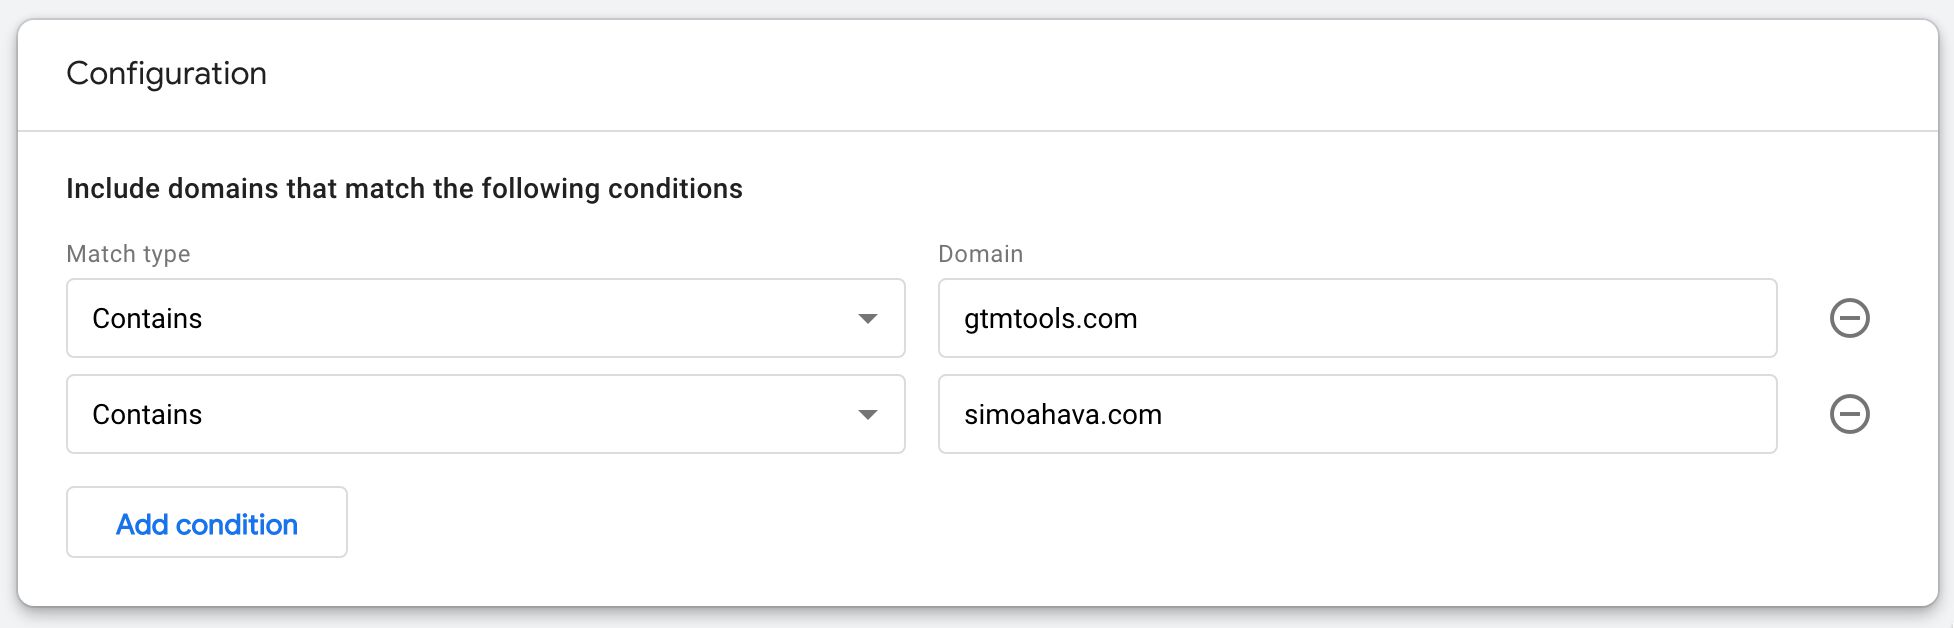 Configuration
Include domains that match the following conditions
Match type Domain
Contains gtmtools.com
Contains simoahava.com
Add condition